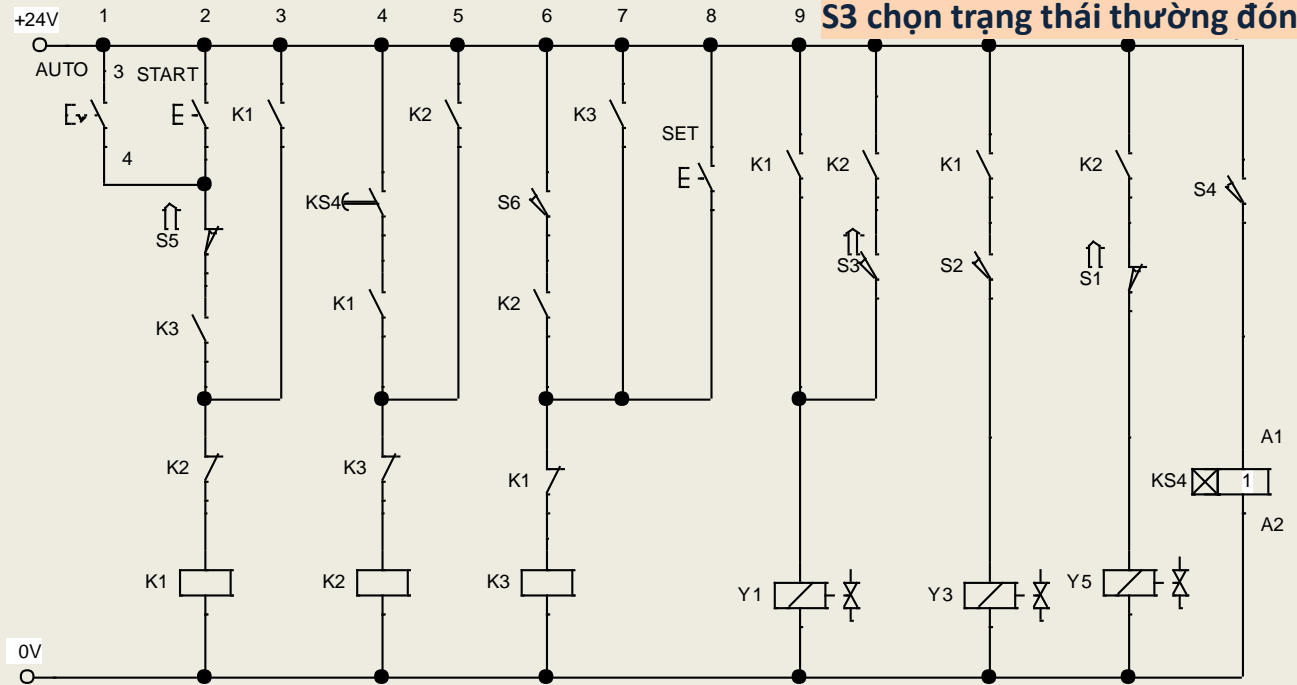 S3 chọn trạng thái thường đón
+24V 1 2 3 4 5 6 7 8 9
AUTO 3 START
K1 K2 K3
SET
4
K1 K2 K1 K2
S4
KS4 S6
S5
S3 S2 S1
K1 K2
K3
A1
K2 K3 K1
KS4 1
A2
K1 K2 K3 Y1 Y3 Y5
0V